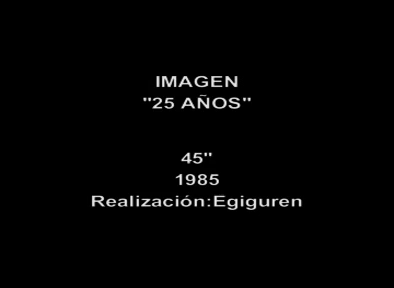 IMAGEN
"25 AÑOS"
45"
1985
Realización:Egiguren